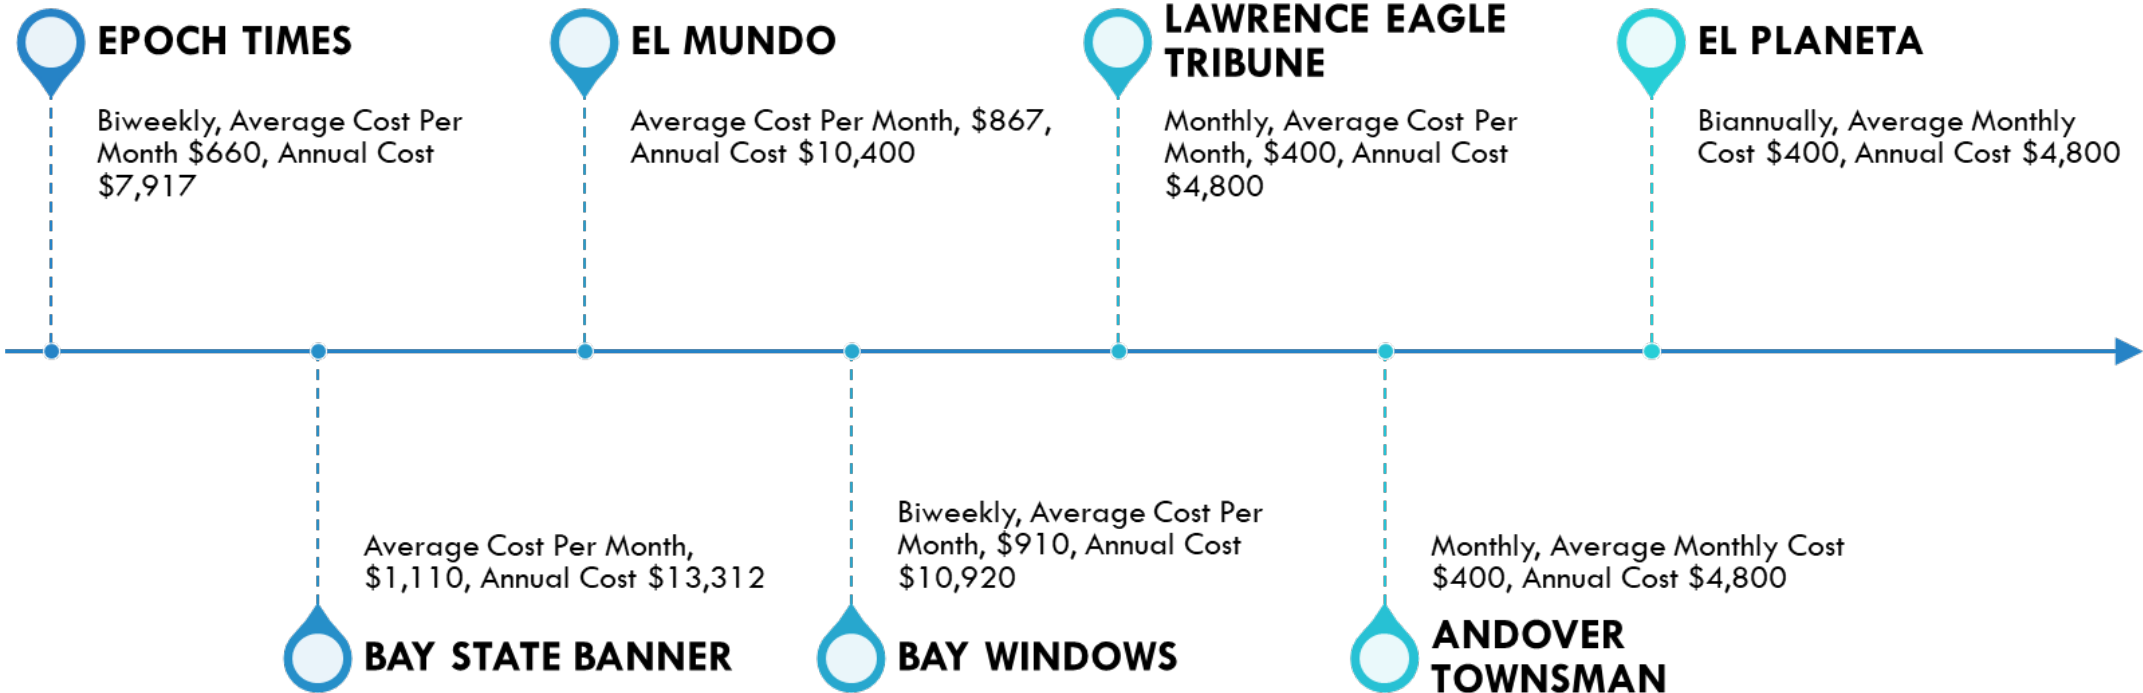 EPOCH TIMES
Biweekly, Average Cost Per
Month $660, Annual Cost
$7,917
EL MUNDO
Average Cost Per Month, $867,
Annual Cost $10,400
LAWRENCE EAGLE
TRIBUNE
Monthly, Average Cost Per
Month, $400, Annual Cost
$4,800
EL PLANETA
Biannually, Average Monthly
Cost $400, Annual Cost $4,800
Average Cost Per Month,
$1,110, Annual Cost $13,312
BAY STATE BANNER
Biweekly, Average Cost Per
Month, $910, Annual Cost
$10,920
BAY WINDOWS
Monthly, Average Monthly Cost
$400, Annual Cost $4,800
ANDOVER
TOWNSMAN